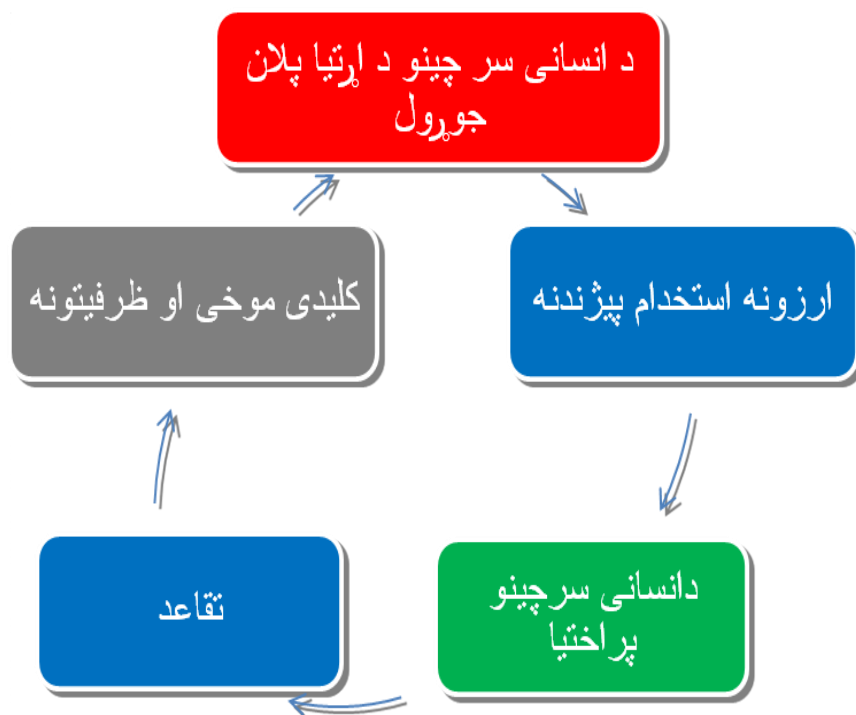 د انسانی سر چینو د اړتیا پلان
جوړول
ارزونه استخدام پیژندنه
دانسانی سرچینو
پراختیا
تقاعد
کلیدی موخی او ظرفیتونه